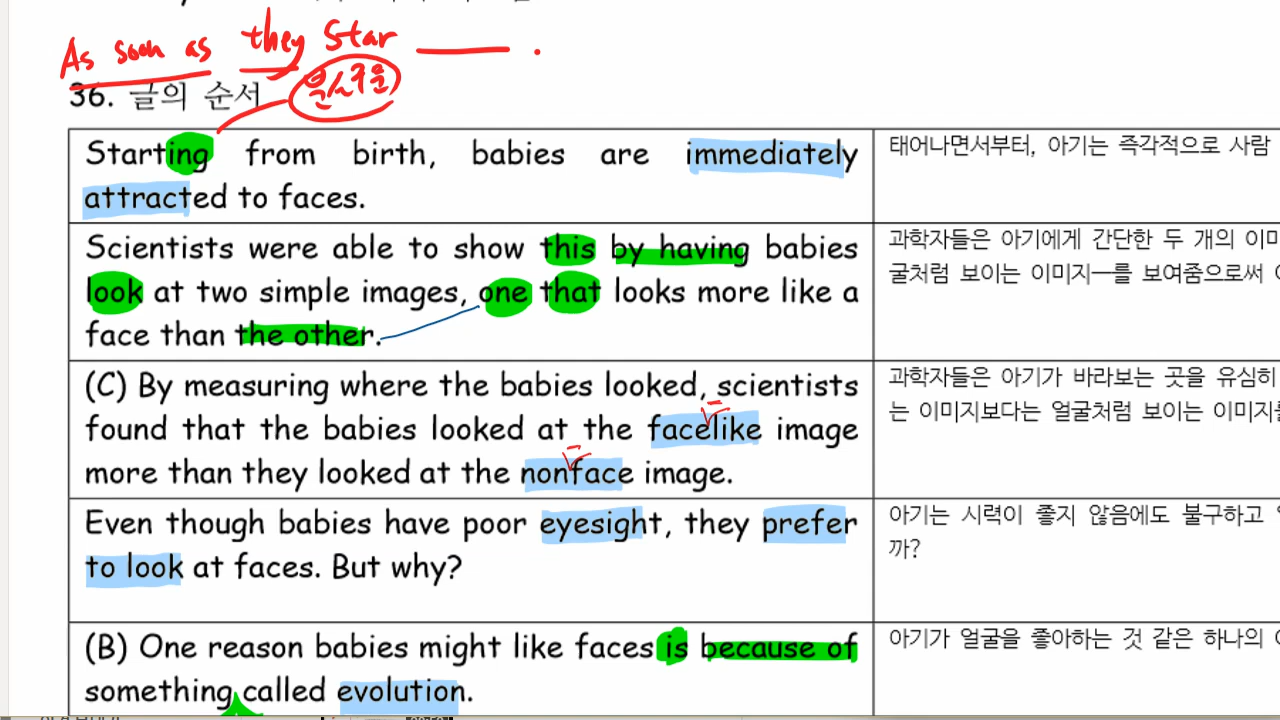 As soon as they star ____ .
분사구문
36. 글의 순서
Starting from birth, babies are immediately
attracted to faces.
태어나면서부터, 아기는 즉각적으로 사람
Scientists were able to show this by having babies
look at two simple images, one that looks more like a
face than the other.
과학자들은 아기에게 간단한 두 개의 이미
굴처럼 보이는 이미지—를 보여줌으로써
(C) By measuring where the babies looked, scientists
found that the babies looked at the facelike image
more than they looked at the nonface image.
과학자들은 아기가 바라보는 곳을 유심히
는 이미지보다는 얼굴처럼 보이는 이미지를
Even though babies have poor eyesight, they prefer
to look at faces. But why?
아기는 시력이 좋지 않음에도 불구하고
까?
(B) One reason babies might like faces is because of
something called evolution.
아기가 얼굴을 좋아하는 것 같은 하나의